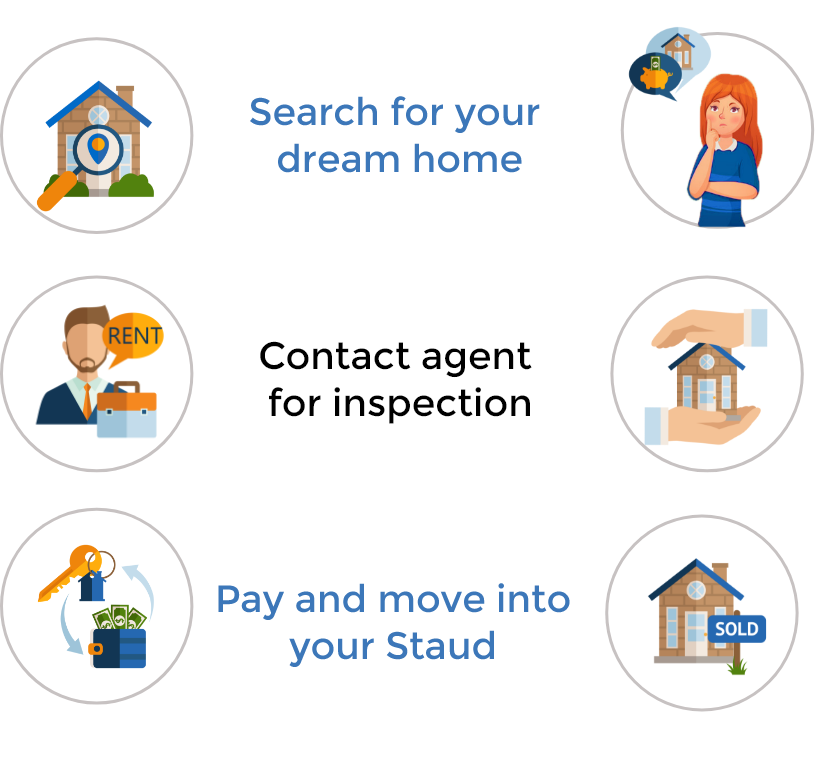 Search for your
dream home
RENT
Contact agent
for inspection
Pay and move into
your Staud
SOLD